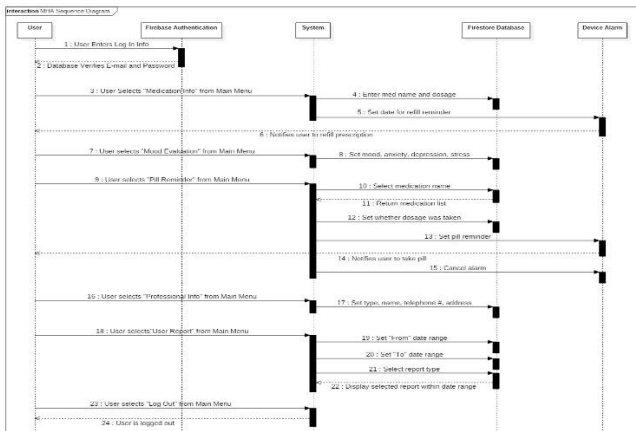 interaction MHA Sequence Diagram
User
Firebase Authentication
System
Firestore Database
Device Alarm
1 : User Enters Log In Info
2 : Database Verifies E-mail and Password
3 : User Selects "Medication Info" from Main Menu
4 : Enter med name and dosage
5 : Set date for refill reminder
6 : Notifies user to refill prescription
7 : User selects "Mood Evaluation" from Main Menu
8 : Set mood, anxiety, depression, stress
9 : User selects "Pill Reminder" from Main Menu
10 : Select medication name
11 : Return medication list
12 : Set whether dosage was taken
13 : Set pill reminder
14 : Notifies user to take pill
15 : Cancel alarm
16 : User selects "Professional Info" from Main Menu
17 : Set type, name, telephone #, address
18 : User selects"User Report" from Main Menu
19 : Set "From" date range
20 : Set "To" date range
21 : Select report type
22 : Display selected report within date range
23 : User selects "Log Out" from Main Menu
24 : User is logged out